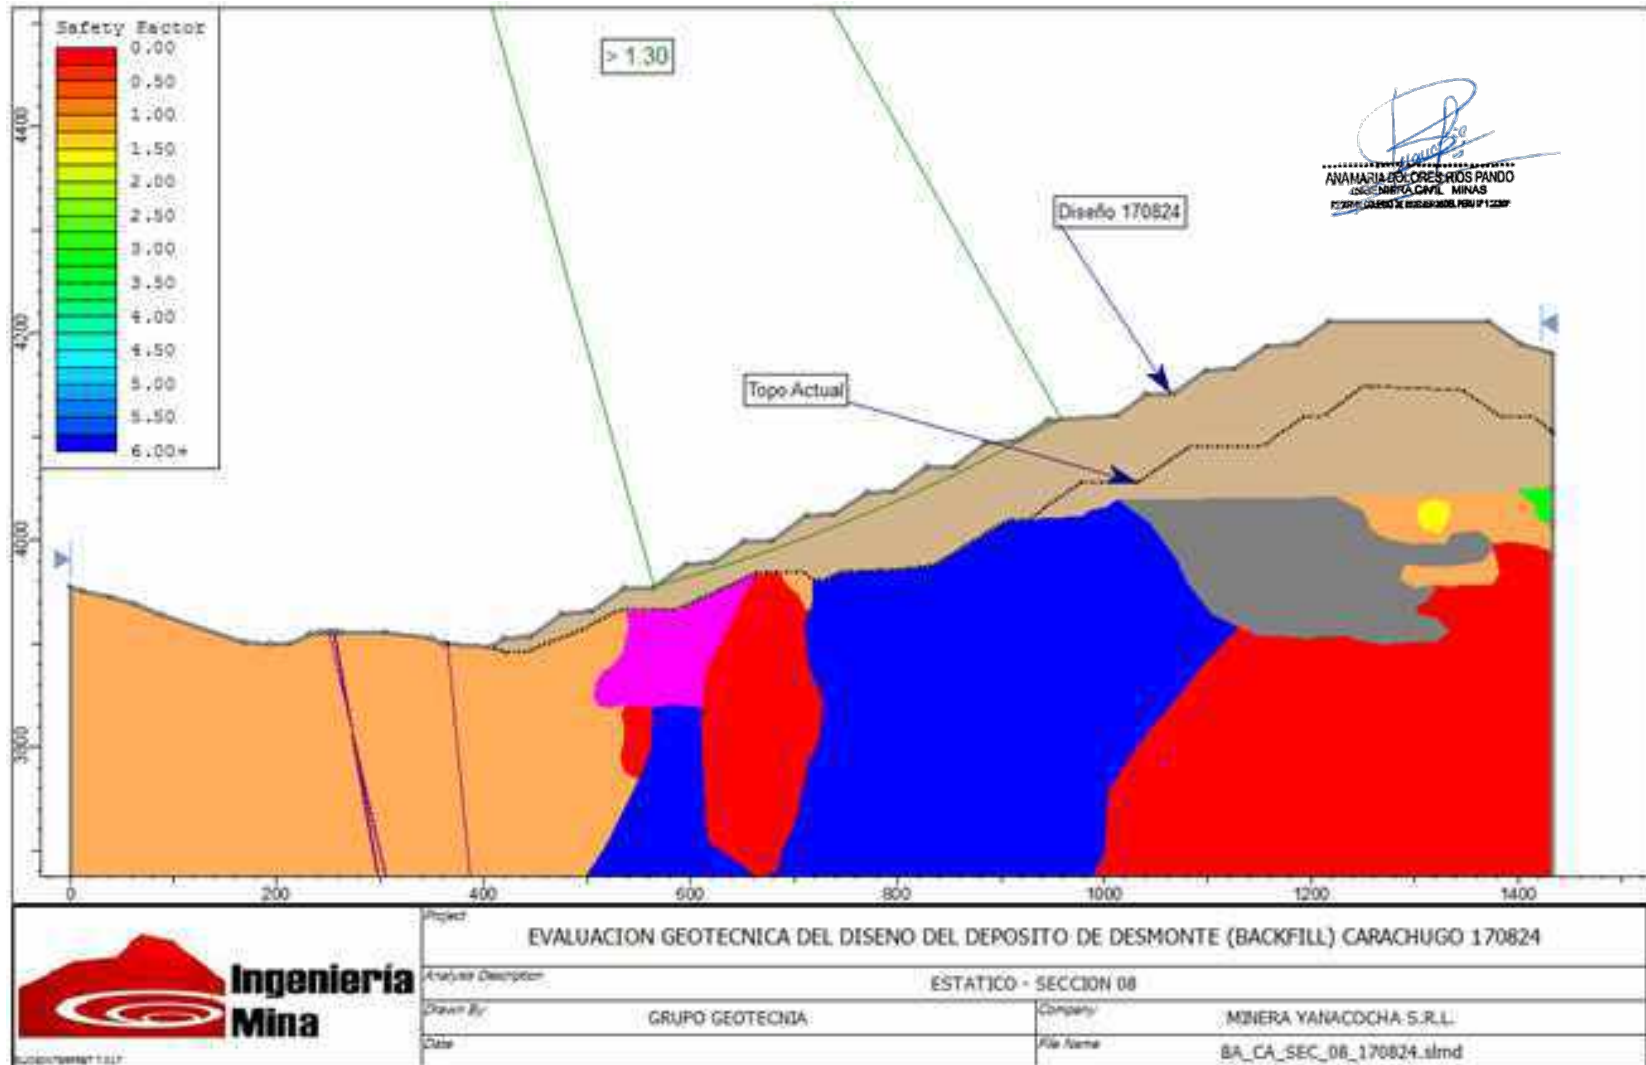 Safety Factor
0.00
0.50
1.00
1.50
2.00
2.50
3.00
3.50
4.00
4.50
5.00
5.50
6.00+
> 1.30
ANAMARIA DOLORES RIOS PANDO
INGENIERA CIVIL MINAS
Diseño 170824
Topo Actual
4400
4200
4000
3800
0
200
400
600
800
1000
1200
1400
Ingeniería
Mina
Project
EVALUACION GEOTECNICA DEL DISENO DEL DEPOSITO DE DESMONTE (BACKFILL) CARACHUGO 170824
Analysis Description
ESTATICO - SECCION 08
Drawn By
GRUPO GEOTECNIA
Company
MINERA YANACOCHA S.R.L.
Date
File Name
BA_CA_SEC_08_170824.slmd